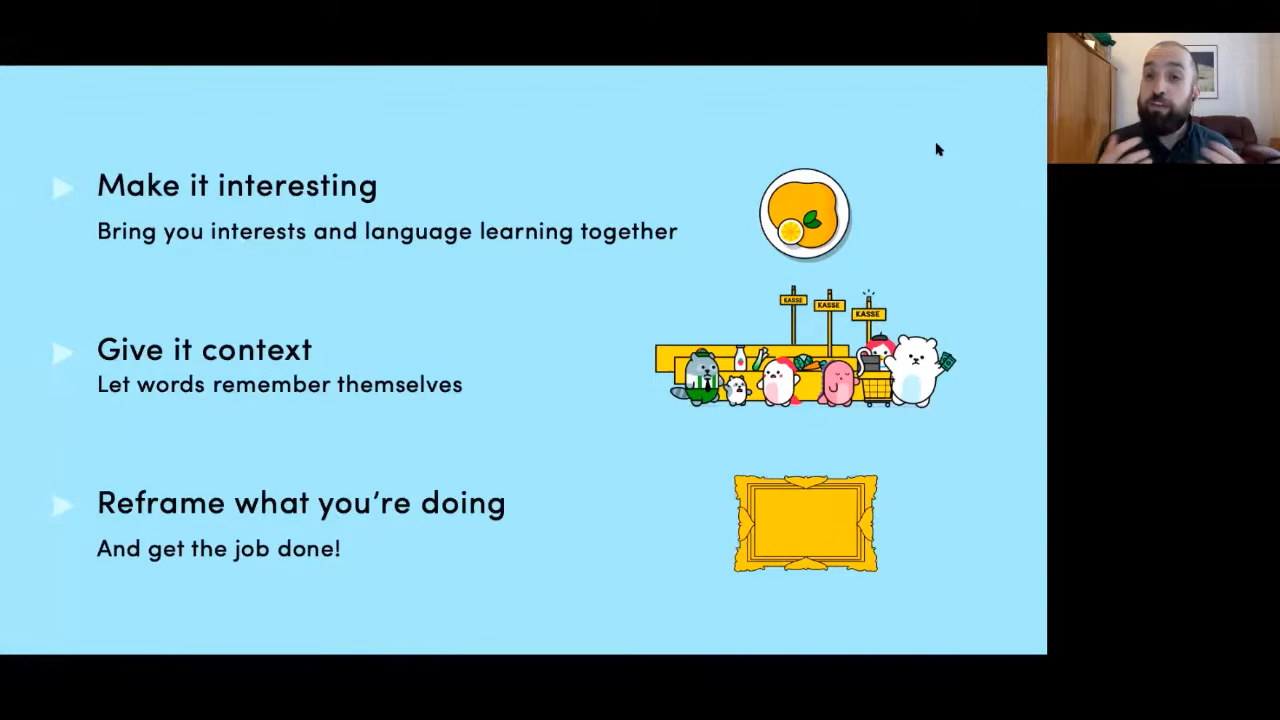 Make it interesting
Bring you interests and language learning together
KASSE
KASSE
KASSE
Give it context
Let words remember themselves
Reframe what you're doing
And get the job done!